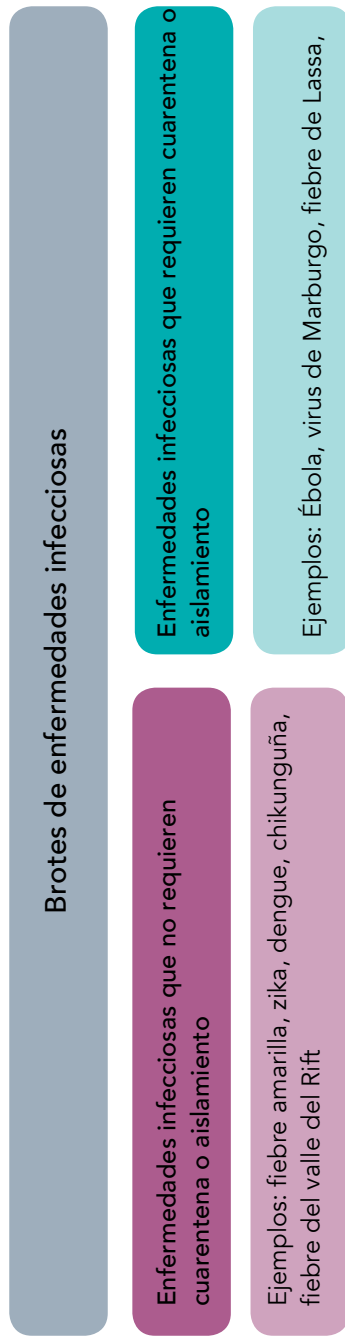 Brotes de enfermedades infecciosas
Enfermedades infecciosas que no requieren
cuarentena o aislamiento
Enfermedades infecciosas que requieren cuarentena o
aislamiento
Ejemplos: fiebre amarilla, zika, dengue, chikunguña,
fiebre del valle del Rift
Ejemplos: Ébola, virus de Marburgo, fiebre de Lassa,